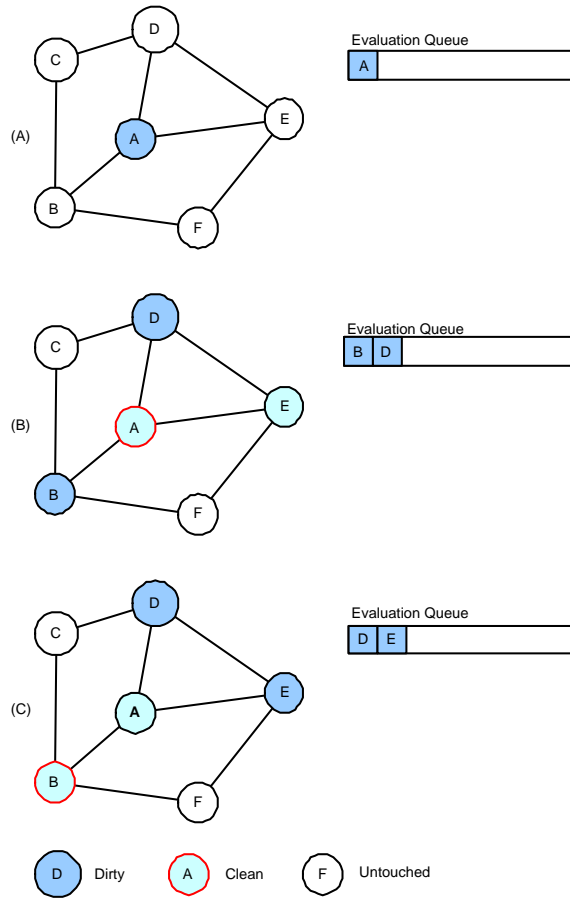 D
Evaluation Queue
C
A
E
(A)
A
B
F
D
Evaluation Queue
C
B D
E
(B)
A
B
F
D
Evaluation Queue
C
D E
E
(C)
A
B
F
D Dirty A Clean F Untouched